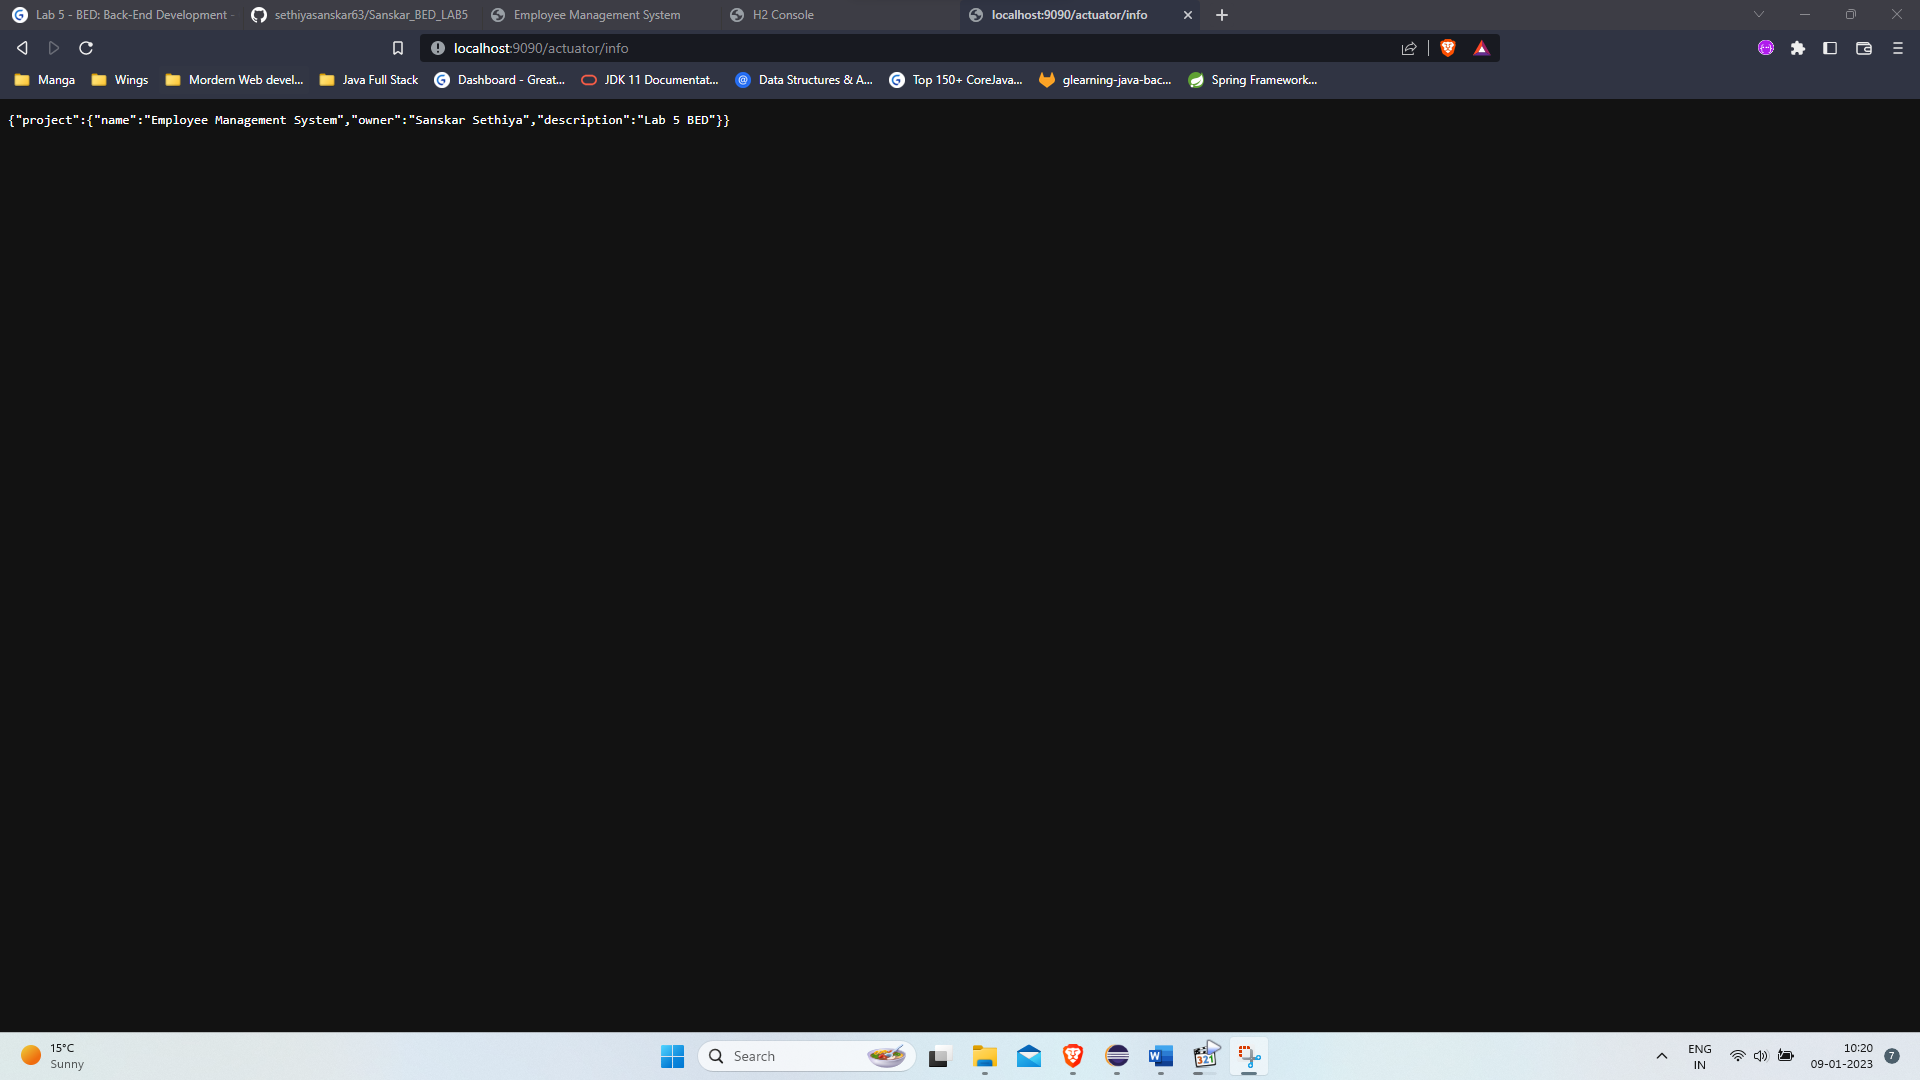 Lab 5 - BED: Back-End Development -
sethiyasanskar63/Sanskar_BED_LAB5
Employee Management System
H2 Console
localhost:9090/actuator/info
localhost:9090/actuator/info
Manga
Wings
Mordern Web devel...
Java Full Stack
Dashboard - Great...
JDK 11 Documentat...
Data Structures & A...
Top 150+ CoreJava...
glearning-java-bac...
Spring Framework...
{"project":{"name":"Employee Management System","owner":"Sanskar Sethiya","description":"Lab 5 BED"}}
15°C
Sunny
Search
321
ENG
IN
10:20
09-01-2023
7